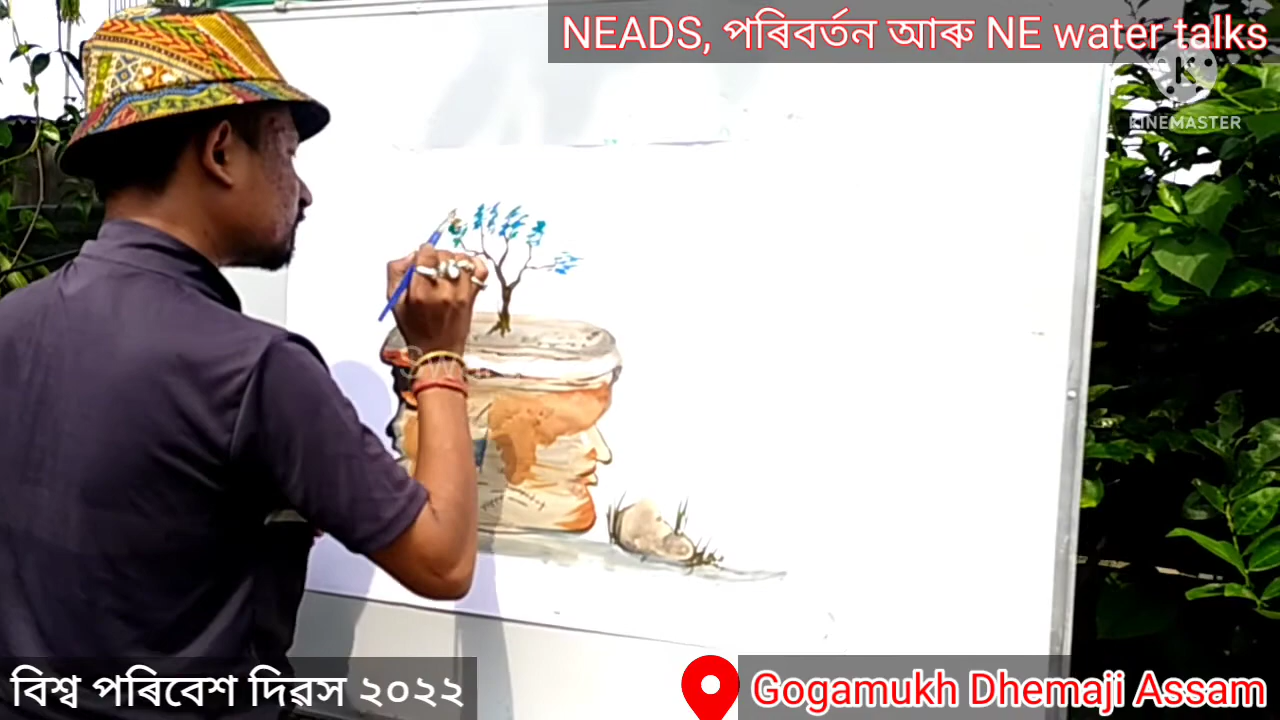 NEADS, পৰিবৰ্তন আৰু NE water talks
K
KINEMASTER
বিশ্ব পৰিবেশ দিৱস ২০২২
Gogamukh Dhemaji Assam